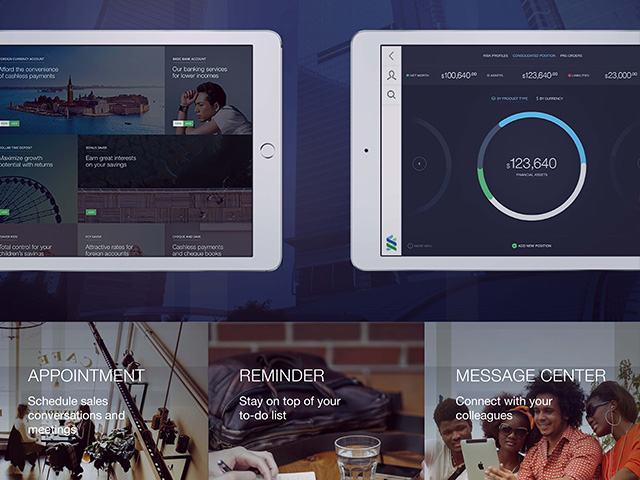 FOREIGN CURRENCY ACCOUNT
Afford the convenience
of cashless payments
BASIC BANK ACCOUNT
Our banking services
for lower incomes
DOLLAR TIME DEPOSIT
Maximize growth
potential with returns
BONUS SAVER
Earn great interests
on your savings
Total control for your
children's savings
Attractive rates for
foreign accounts
CHEQUE AND SAVE
Cashless payments
and cheque books
RISK PROFILES
CONSOLIDATED POSITION
PRE-ORDERS
NET WORTH
$100,640.00
ASSETS
$123,640.00
LIABILITIES
$23,000.00
BY PRODUCT TYPE
$ BY CURRENCY
$123,640
FINANCIAL ASSETS
ADD NEW POSITION
CAFÉ
APPOINTMENT
Schedule sales
conversations and
meetings
REMINDER
Stay on top of your
to-do list
MESSAGE CENTER
Connect with your
colleagues